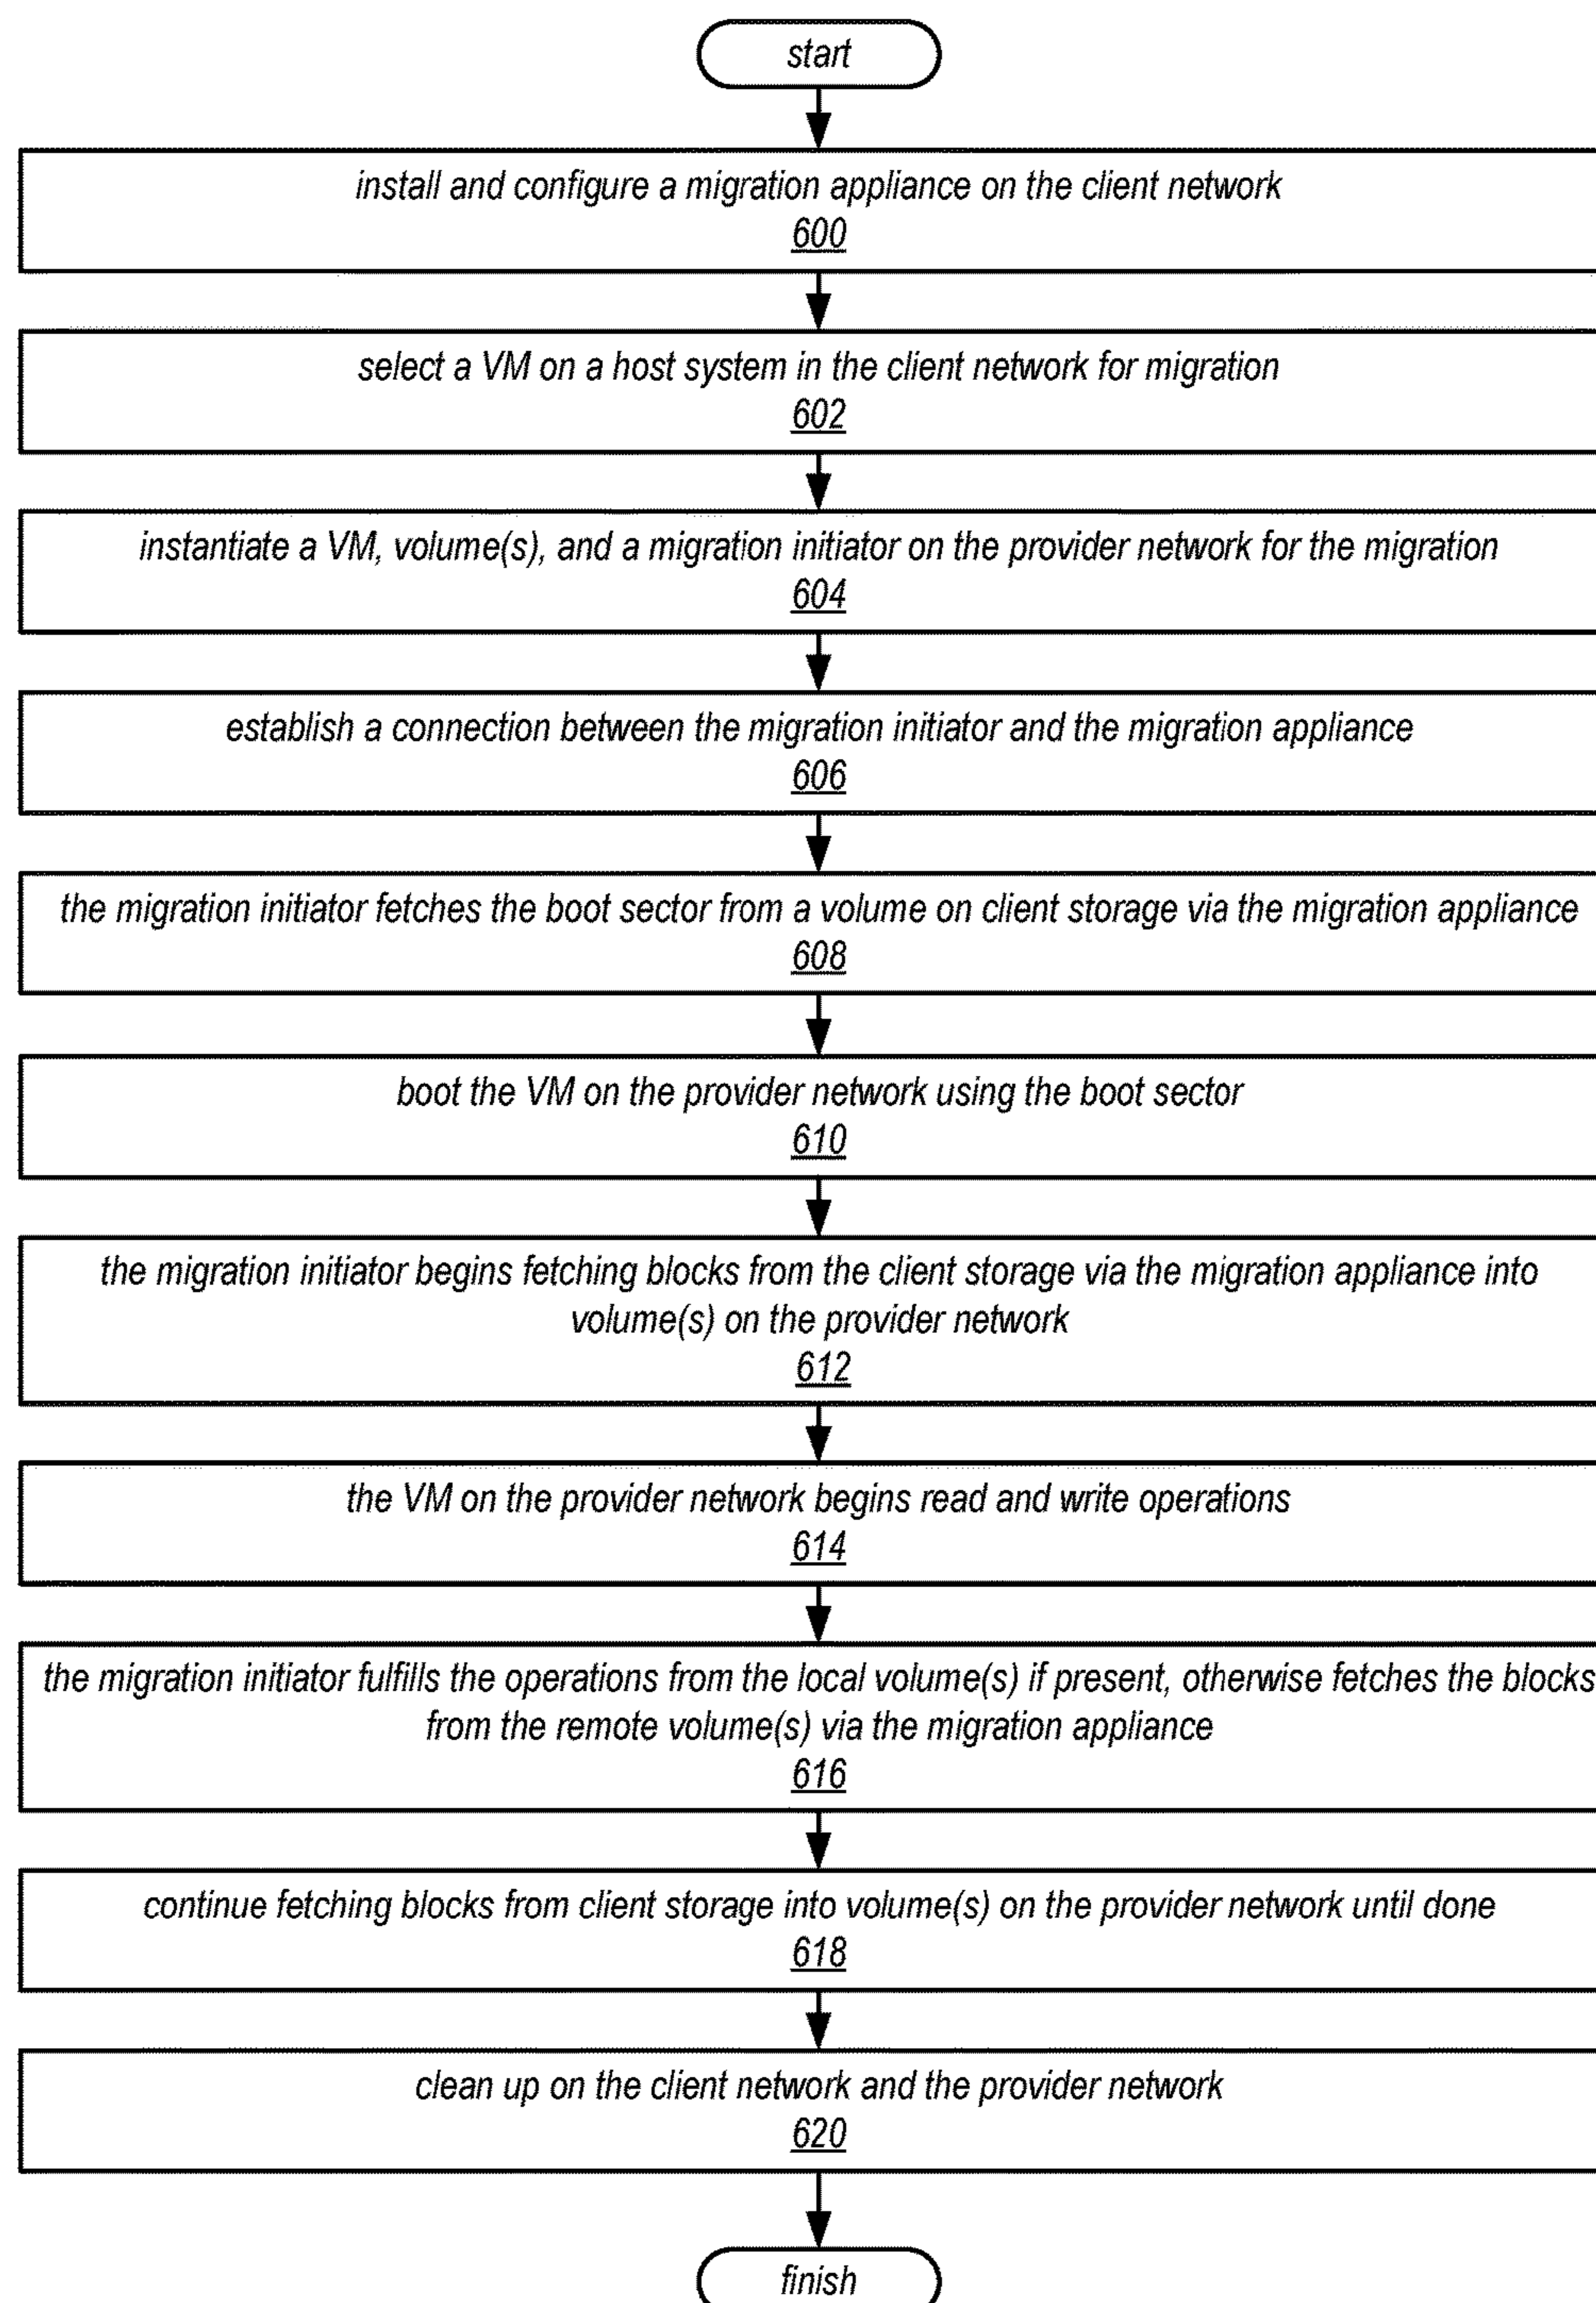 start
install and configure a migration appliance on the client network
600
select a VM on a host system in the client network for migration
602
instantiate a VM, volume(s), and a migration initiator on the provider network for the migration
604
establish a connection between the migration initiator and the migration appliance
606
the migration initiator fetches the boot sector from a volume on client storage via the migration appliance
608
boot the VM on the provider network using the boot sector
610
the migration initiator begins fetching blocks from the client storage via the migration appliance into
volume(s) on the provider network
612
the VM on the provider network begins read and write operations
614
the migration initiator fulfills the operations from the local volume(s) if present, otherwise fetches the blocks
from the remote volume(s) via the migration appliance
616
continue fetching blocks from client storage into volume(s) on the provider network until done
618
clean up on the client network and the provider network
620
finish